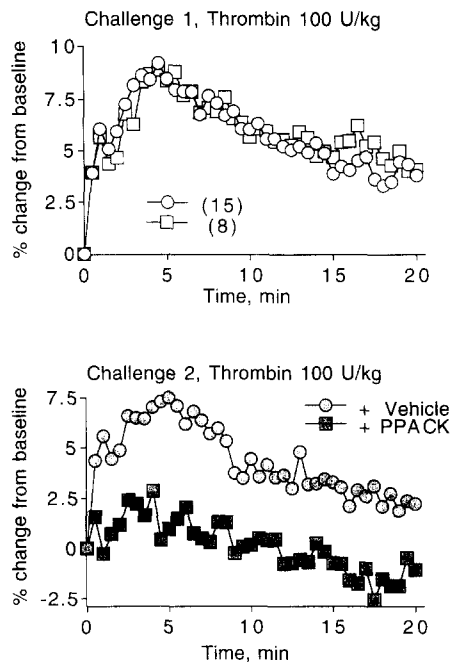 Challenge 1, Thrombin 100 U/kg
% change from baseline
10
7.5
5
2.5
0
(15)
(8)
0 5 10 15 20
Time, min
Challenge 2, Thrombin 100 U/kg
% change from baseline
7.5
5
2.5
0
-2.5
+ Vehicle
+ PPACK
0 5 10 15 20
Time, min